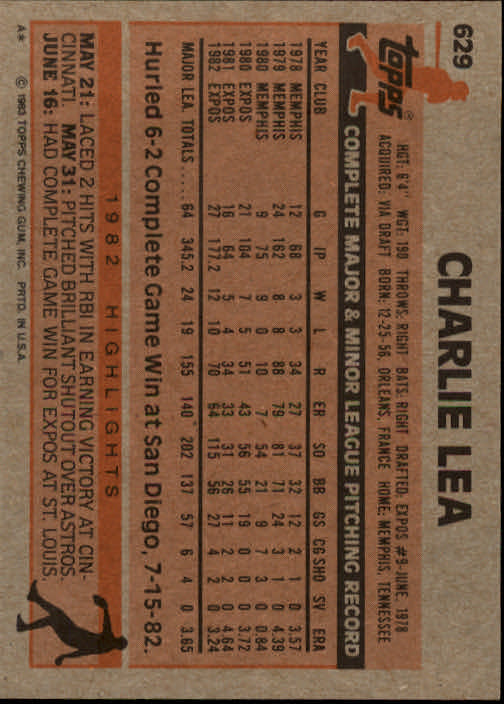 629
topps®
CHARLIE LEA
HGT: 6'4" WGT: 190 THROWS: RIGHT BATS: RIGHT DRAFTED: EXPOS #9-JUNE, 1978
ACQUIRED: VIA DRAFT BORN: 12-25-56, ORLEANS, FRANCE HOME: MEMPHIS, TENNESSEE
COMPLETE MAJOR & MINOR LEAGUE PITCHING RECORD
YEAR CLUB G IP W L R ER SO BB GS CG SHO SV ERA
1978 MEMPHIS 12 68 3 3 34 27 37 32 12 2 1 0 3.57
1979 MEMPHIS 24 162 8 8 88 79 81 71 24 3 1 0 4.39
1980 MEMPHIS 9 75 9 0 10 7 54 21 9 7 3 0 0.84
1980 EXPOS 21 104 7 5 51 43 56 55 19 0 0 0 3.72
1981 EXPOS 16 64 5 4 34 33 31 26 11 2 2 0 4.64
1982 EXPOS 27 177.2 12 10 70 64 115 56 27 4 2 0 3.24
MAJOR LEA. TOTALS ..... 64 345.2 24 19 155 140 202 137 57 6 4 0 3.65
Hurled 6-2 Complete Game Win at San Diego, 7-15-82.
1982 HIGHLIGHTS
MAY 21: LACED 2 HITS WITH RBI IN EARNING VICTORY AT CIN-
CINNATI. MAY 31: PITCHED BRILLIANT SHUTOUT OVER ASTROS.
JUNE 16: HAD COMPLETE GAME WIN FOR EXPOS AT ST. LOUIS.
A* © 1983 TOPPS CHEWING GUM, INC. PRTD. IN U.S.A.